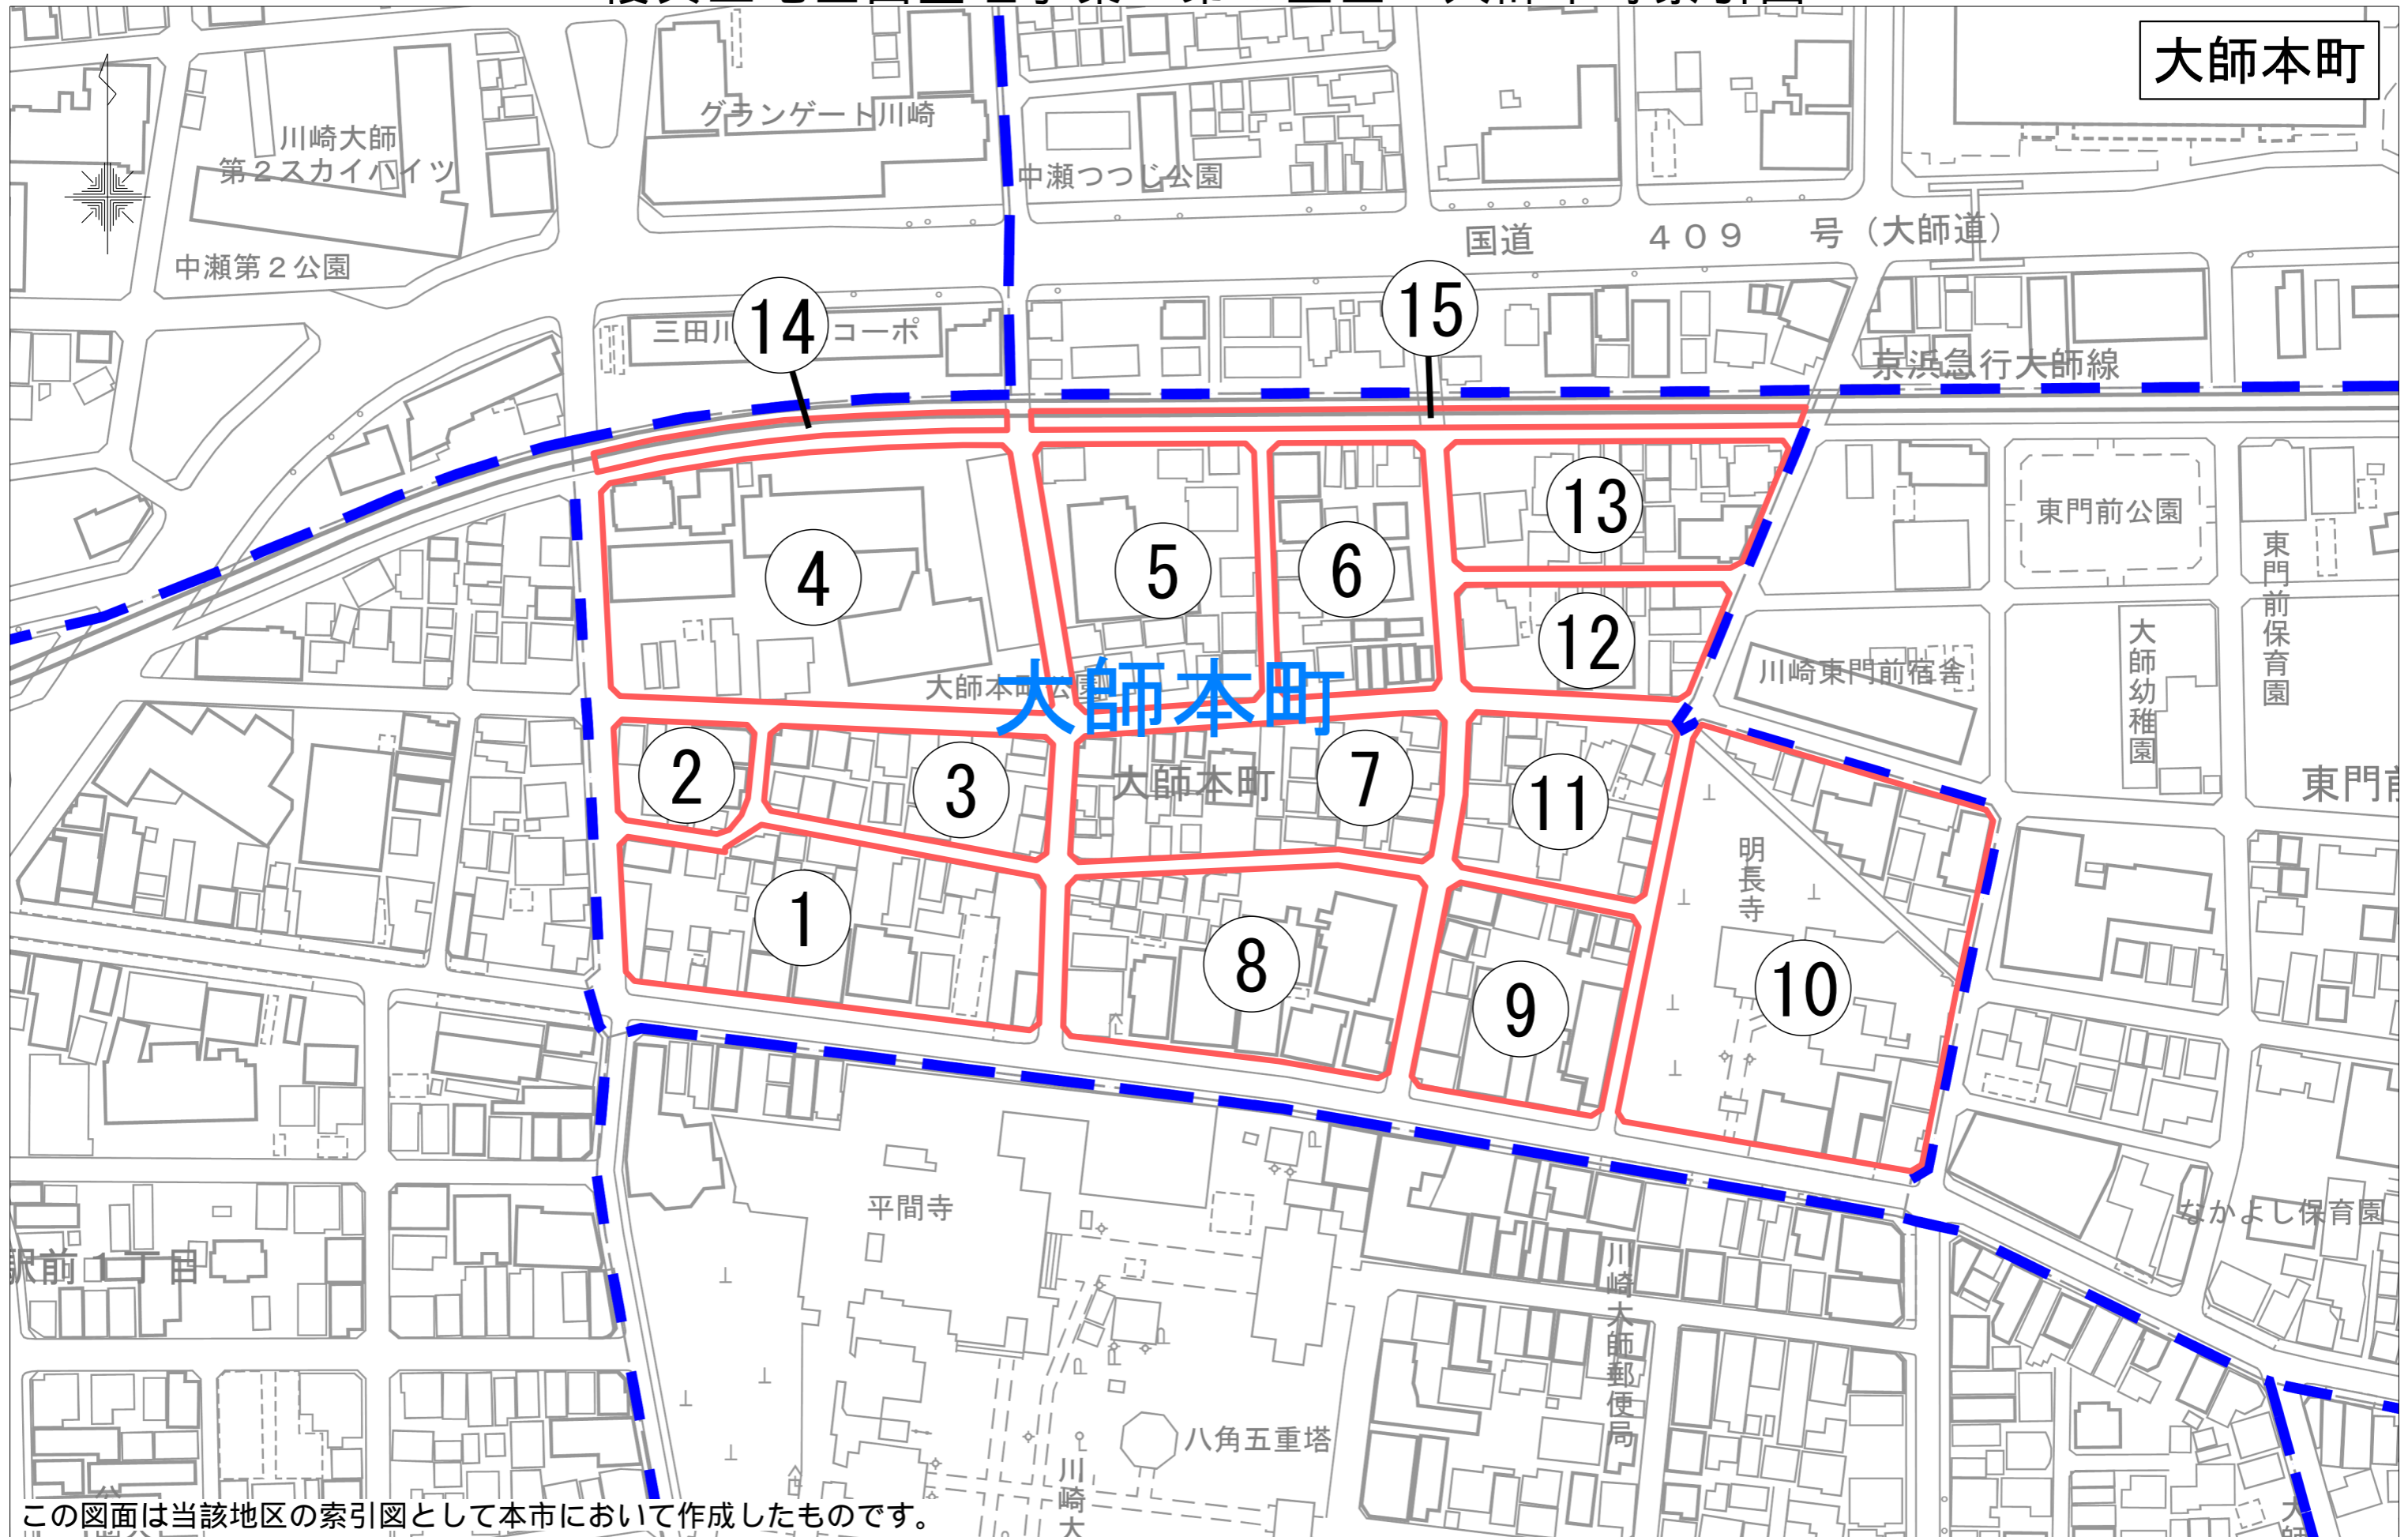 大師本町
グランゲート川崎
川崎大師
第２スカイハイツ
中瀬つつじ公園
国道　４０９　号（大師道）
中瀬第２公園
14
15
三田川
コーポ
京浜急行大師線
13
東門前公園
4
5
6
東門前保育園
12
大師幼稚園
川崎東門前宿舎
大師本町公園
大師本町
2
3
大師本町
7
11
東門前
明長寺
1
8
9
10
平間寺
なかよし保育園
駅前１丁目
川崎大師郵便局
八角五重塔
川崎大
大師
この図面は当該地区の索引図として本市において作成したものです。